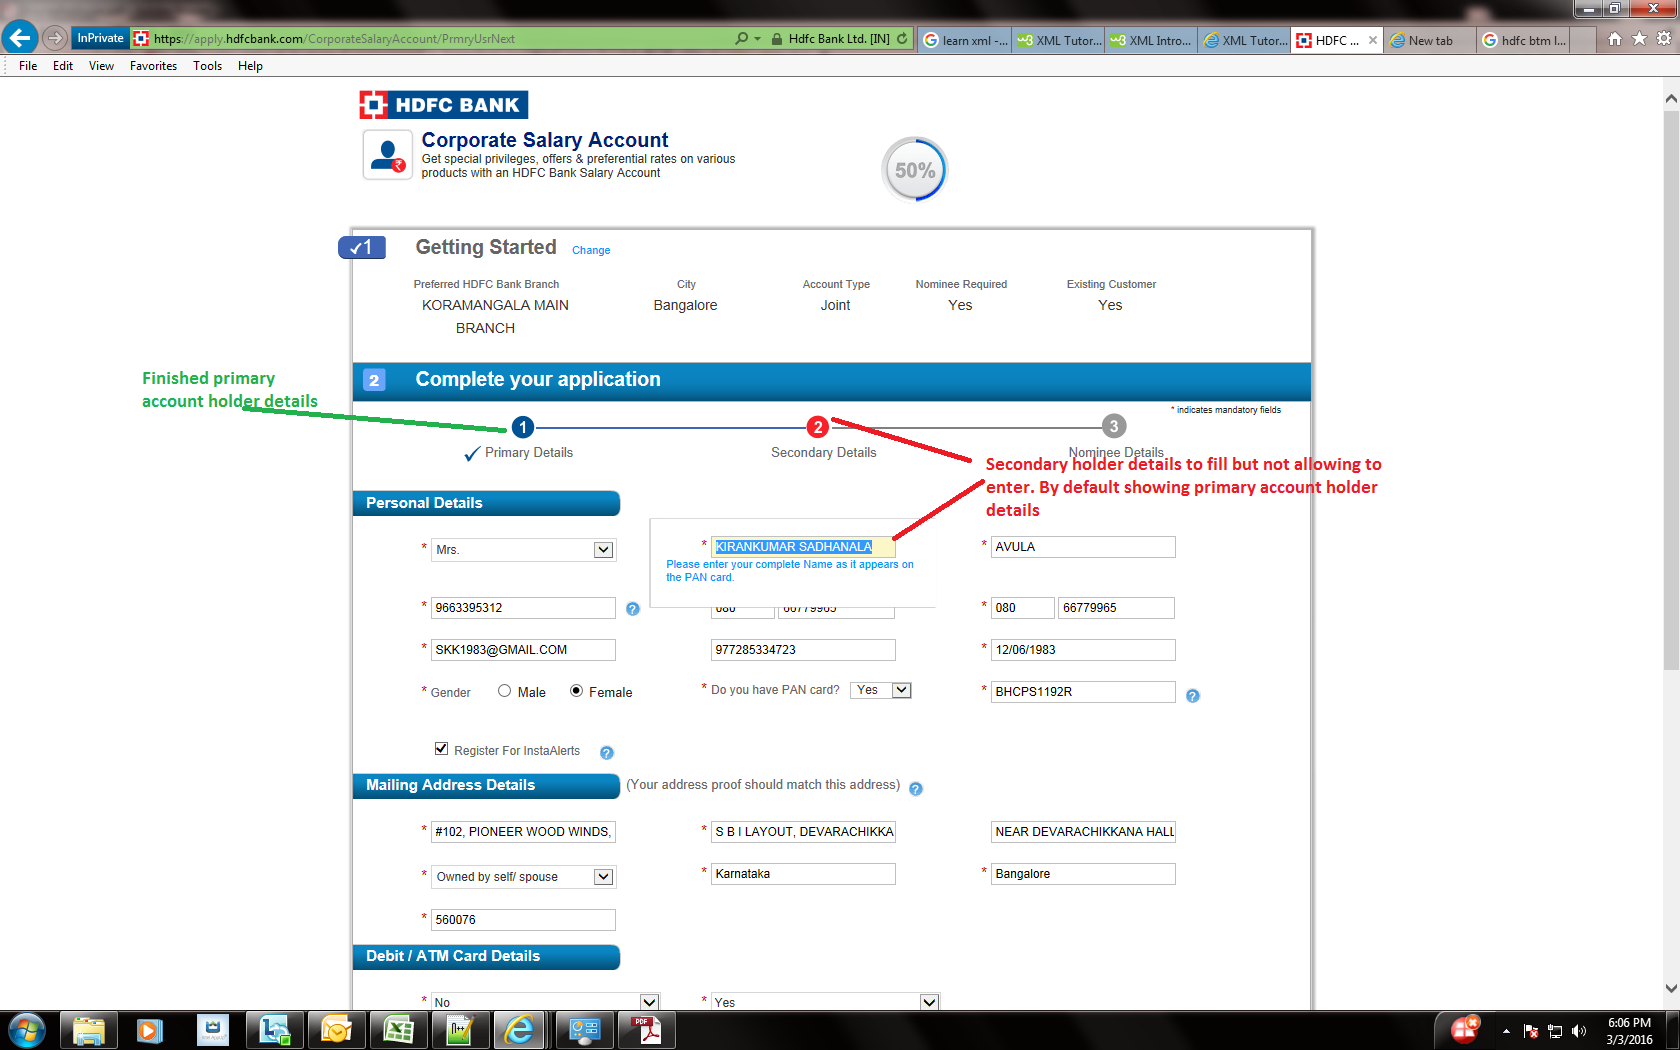 InPrivate https://apply.hdfcbank.com/CorporateSalaryAccount/PrmryUsrNext Hdfc Bank Ltd. [IN] learn xml -... XML Tutor... XML Intro... XML Tutor... HDFC ... New tab hdfc btm l...
File Edit View Favorites Tools Help
HDFC BANK
Corporate Salary Account
Get special privileges, offers & preferential rates on various
products with an HDFC Bank Salary Account
50%
1 Getting Started Change
Preferred HDFC Bank Branch City Account Type Nominee Required Existing Customer
KORAMANGALA MAIN Bangalore Joint Yes Yes
BRANCH
Finished primary
account holder details
2 Complete your application
* indicates mandatory fields
1 2 3
Primary Details Secondary Details Nominee Details
Secondary holder details to fill but not allowing to
enter. By default showing primary account holder
details
Personal Details
* Mrs. * KIRANKUMAR SADHANALA * AVULA
Please enter your complete Name as it appears on
the PAN card.
* 9663395312 ? 080 66779965 * 080 66779965
* SKK1983@GMAIL.COM 977285334723 * 12/06/1983
* Gender Male Female * Do you have PAN card? Yes * BHCPS1192R ?
Register For InstaAlerts ?
Mailing Address Details (Your address proof should match this address) ?
* #102, PIONEER WOOD WINDS, * S B I LAYOUT, DEVARACHIKKA NEAR DEVARACHIKKANA HALL
* Owned by self/ spouse * Karnataka * Bangalore
* 560076
Debit / ATM Card Details
* No * Yes
6:06 PM
3/3/2016